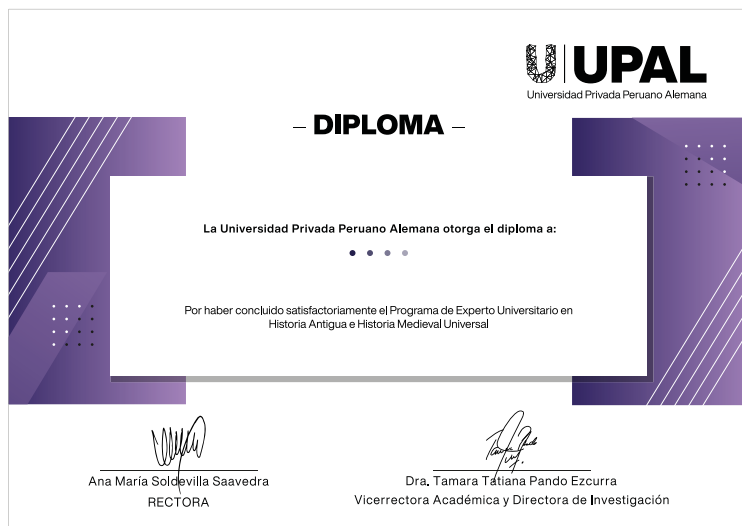 UPAL
Universidad Privada Peruano Alemana
– DIPLOMA –
La Universidad Privada Peruano Alemana otorga el diploma a:
Por haber concluido satisfactoriamente el Programa de Experto Universitario en
Historia Antigua e Historia Medieval Universal
Ana María Soldevilla Saavedra
RECTORA
Dra. Tamara Tatiana Pando Ezcurra
Vicerrectora Académica y Directora de Investigación